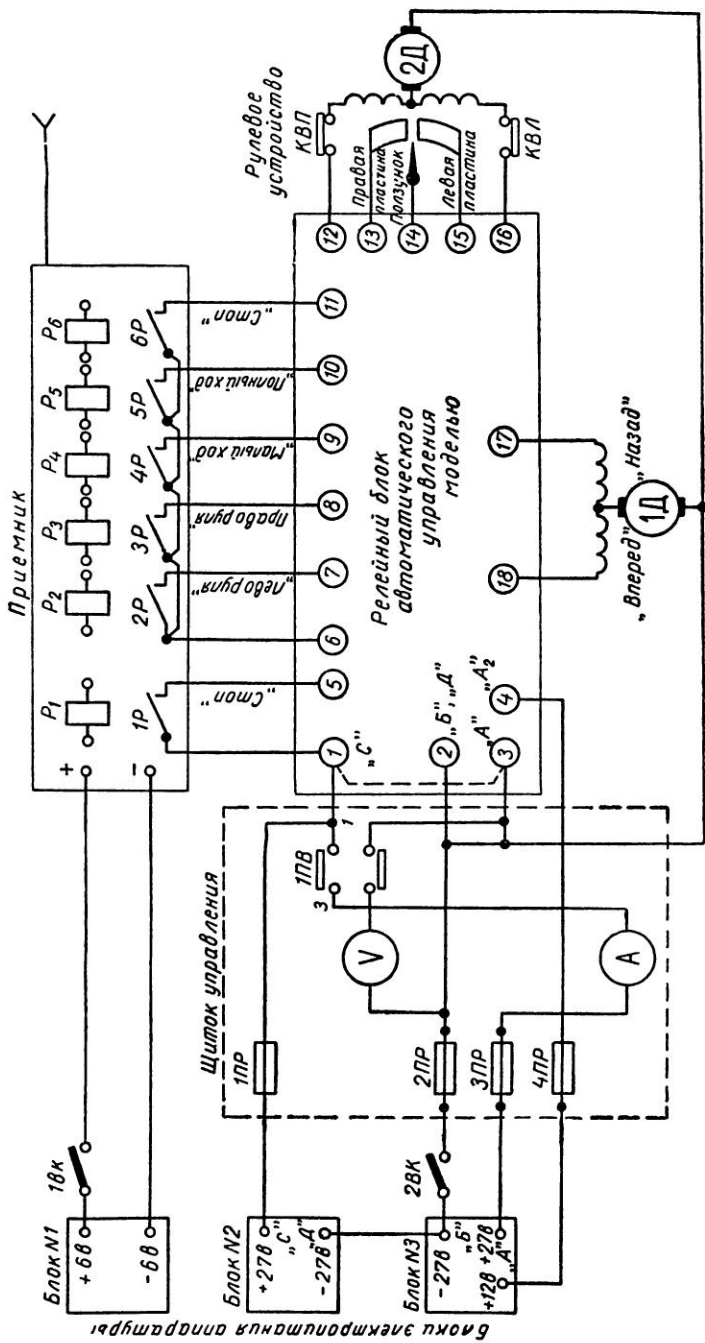 Блоки электропитания аппаратуры
Блок N1
+6В
-6В
1ВК
Блок N2
+27В „С”
-27В „Д”
Блок N3
-27В „Б”
+27В „А”
+12В
2ВК
Щиток управления
1ПР
2ПР
3ПР
4ПР
V
A
1ПВ
3
1
Приемник
+
-
P1
P2
P3
P4
P5
P6
1P
2P
3P
4P
5P
6P
„Стоп”
„Лево руля”
„Право руля”
„Малый ход”
„Полный ход”
„Стоп”
1
„С”
5
6
7
8
9
10
11
2
„Б”, „Д”
3
„А”
4
„А2”
Релейный блок
автоматического
управления
моделью
12
13
14
15
16
17
18
Рулевое
устройство
КВП
Правая
пластина
Ползунок
Левая
пластина
КВЛ
2Д
„Вперед”
„Назад”
1Д